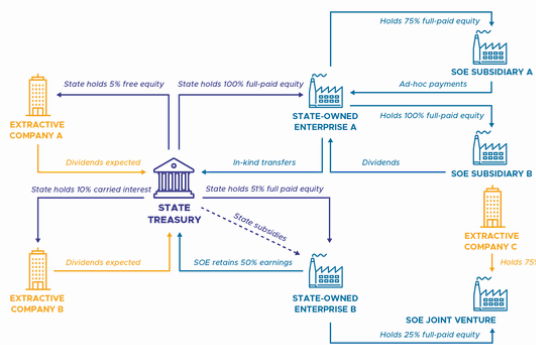 Holds 75% full-paid equity
SOE SUBSIDIARY A
State holds 5% free equity
State holds 100% full-paid equity
Ad-hoc payments
EXTRACTIVE
COMPANY A
STATE-OWNED
ENTERPRISE A
Holds 100% full-paid equity
Dividends expected
In-kind transfers
Dividends
SOE SUBSIDIARY B
State holds 10% carried interest
STATE
TREASURY
State holds 51% full paid equity
State subsidies
EXTRACTIVE
COMPANY C
Dividends expected
SOE retains 50% earnings
Holds 75%
EXTRACTIVE
COMPANY B
STATE-OWNED
ENTERPRISE B
SOE JOINT VENTURE
Holds 25% full-paid equity